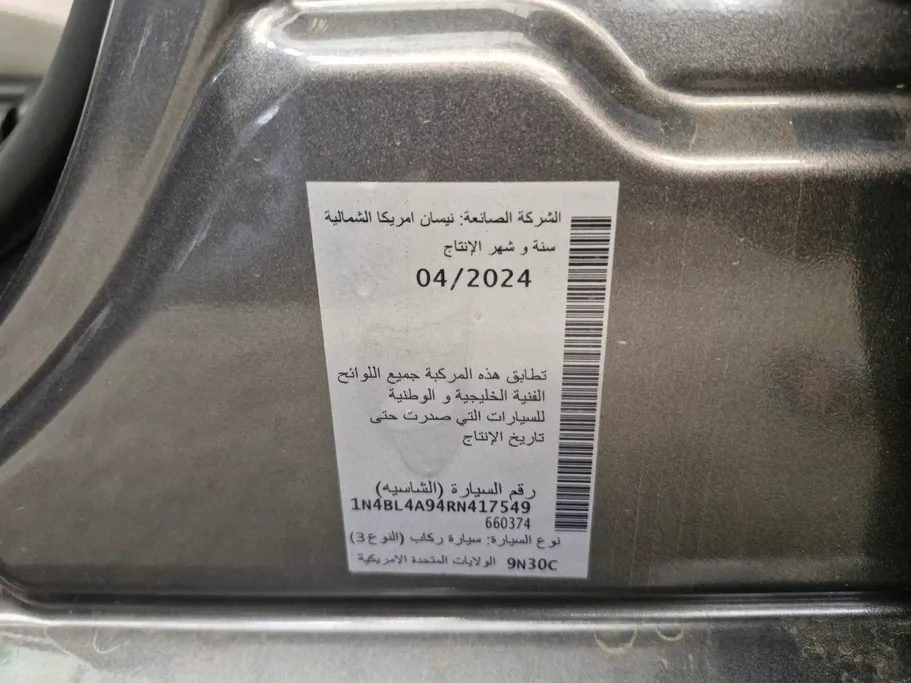 الشركة الصانعة: نيسان امريكا الشمالية
سنة و شهر الإنتاج
04/2024
تطابق هذه المركبة جميع اللوائح
الفنية الخليجية و الوطنية
للسيارات التي صدرت حتى
تاريخ الإنتاج
رقم السيارة (الشاسيه)
1N4BL4A94RN417549
660374
نوع السيارة: سيارة ركاب (النوع 3)
9N30C الولايات المتحدة الامريكية